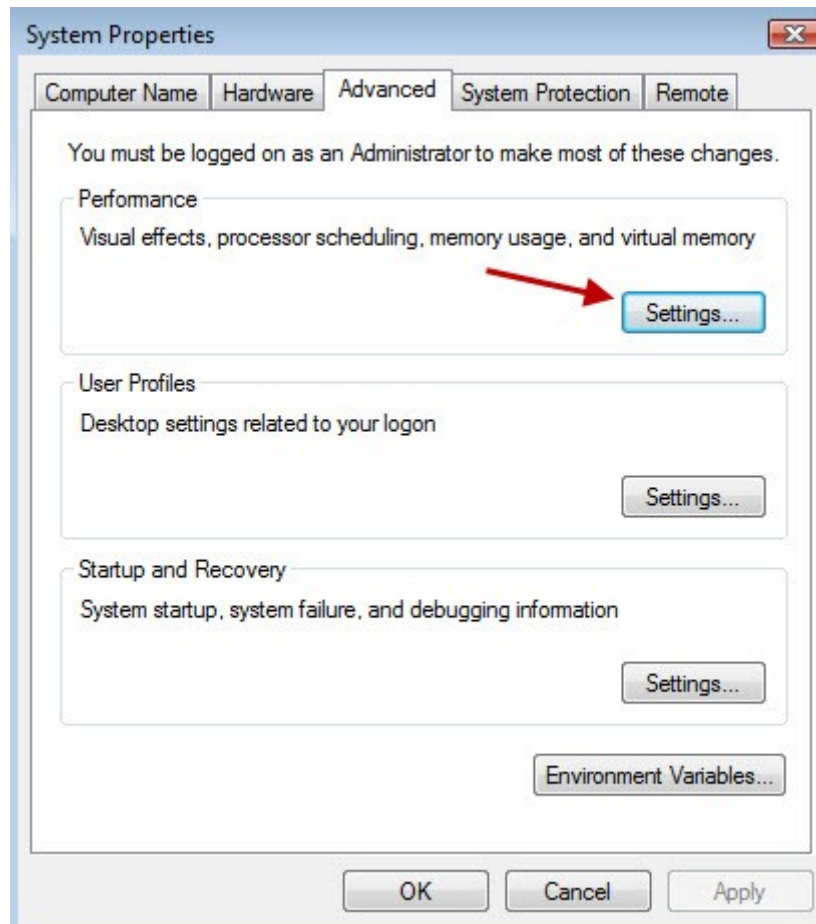 System Properties
Computer Name Hardware Advanced System Protection Remote
You must be logged on as an Administrator to make most of these changes.
Performance
Visual effects, processor scheduling, memory usage, and virtual memory
Settings...
User Profiles
Desktop settings related to your logon
Settings...
Startup and Recovery
System startup, system failure, and debugging information
Settings...
Environment Variables...
OK Cancel Apply